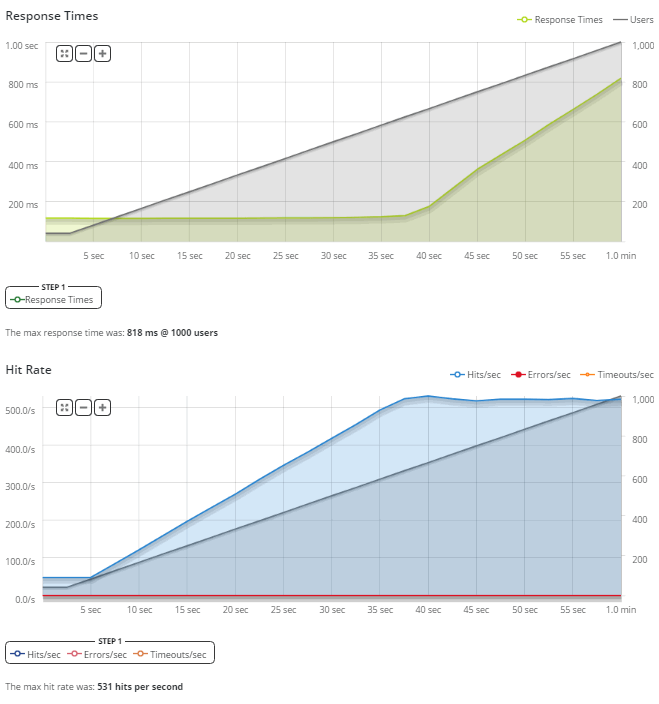 Response Times
Response Times Users
1.00 sec 1,000
800 ms 800
600 ms 600
400 ms 400
200 ms 200
5 sec 10 sec 15 sec 20 sec 25 sec 30 sec 35 sec 40 sec 45 sec 50 sec 55 sec 1.0 min
STEP 1
Response Times
The max response time was: 818 ms @ 1000 users
Hit Rate
Hits/sec Errors/sec Timeouts/sec
500.0/s 1,000
400.0/s 800
300.0/s 600
200.0/s 400
100.0/s 200
0.0/s
5 sec 10 sec 15 sec 20 sec 25 sec 30 sec 35 sec 40 sec 45 sec 50 sec 55 sec 1.0 min
STEP 1
Hits/sec Errors/sec Timeouts/sec
The max hit rate was: 531 hits per second